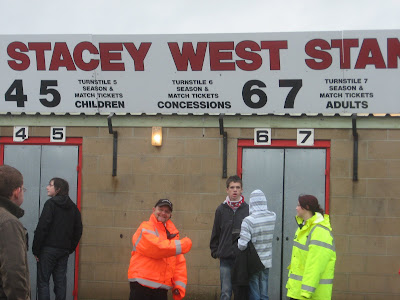 STACEY WEST STAN
4 5
TURNSTILE 5
SEASON &
MATCH TICKETS
CHILDREN
TURNSTILE 6
SEASON &
MATCH TICKETS
CONCESSIONS
6 7
TURNSTILE 7
SEASON &
MATCH TICKETS
ADULTS
4 5
6 7